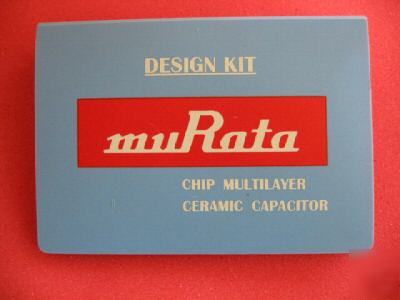 DESIGN KIT
muRata
CHIP MULTILAYER
CERAMIC CAPACITOR